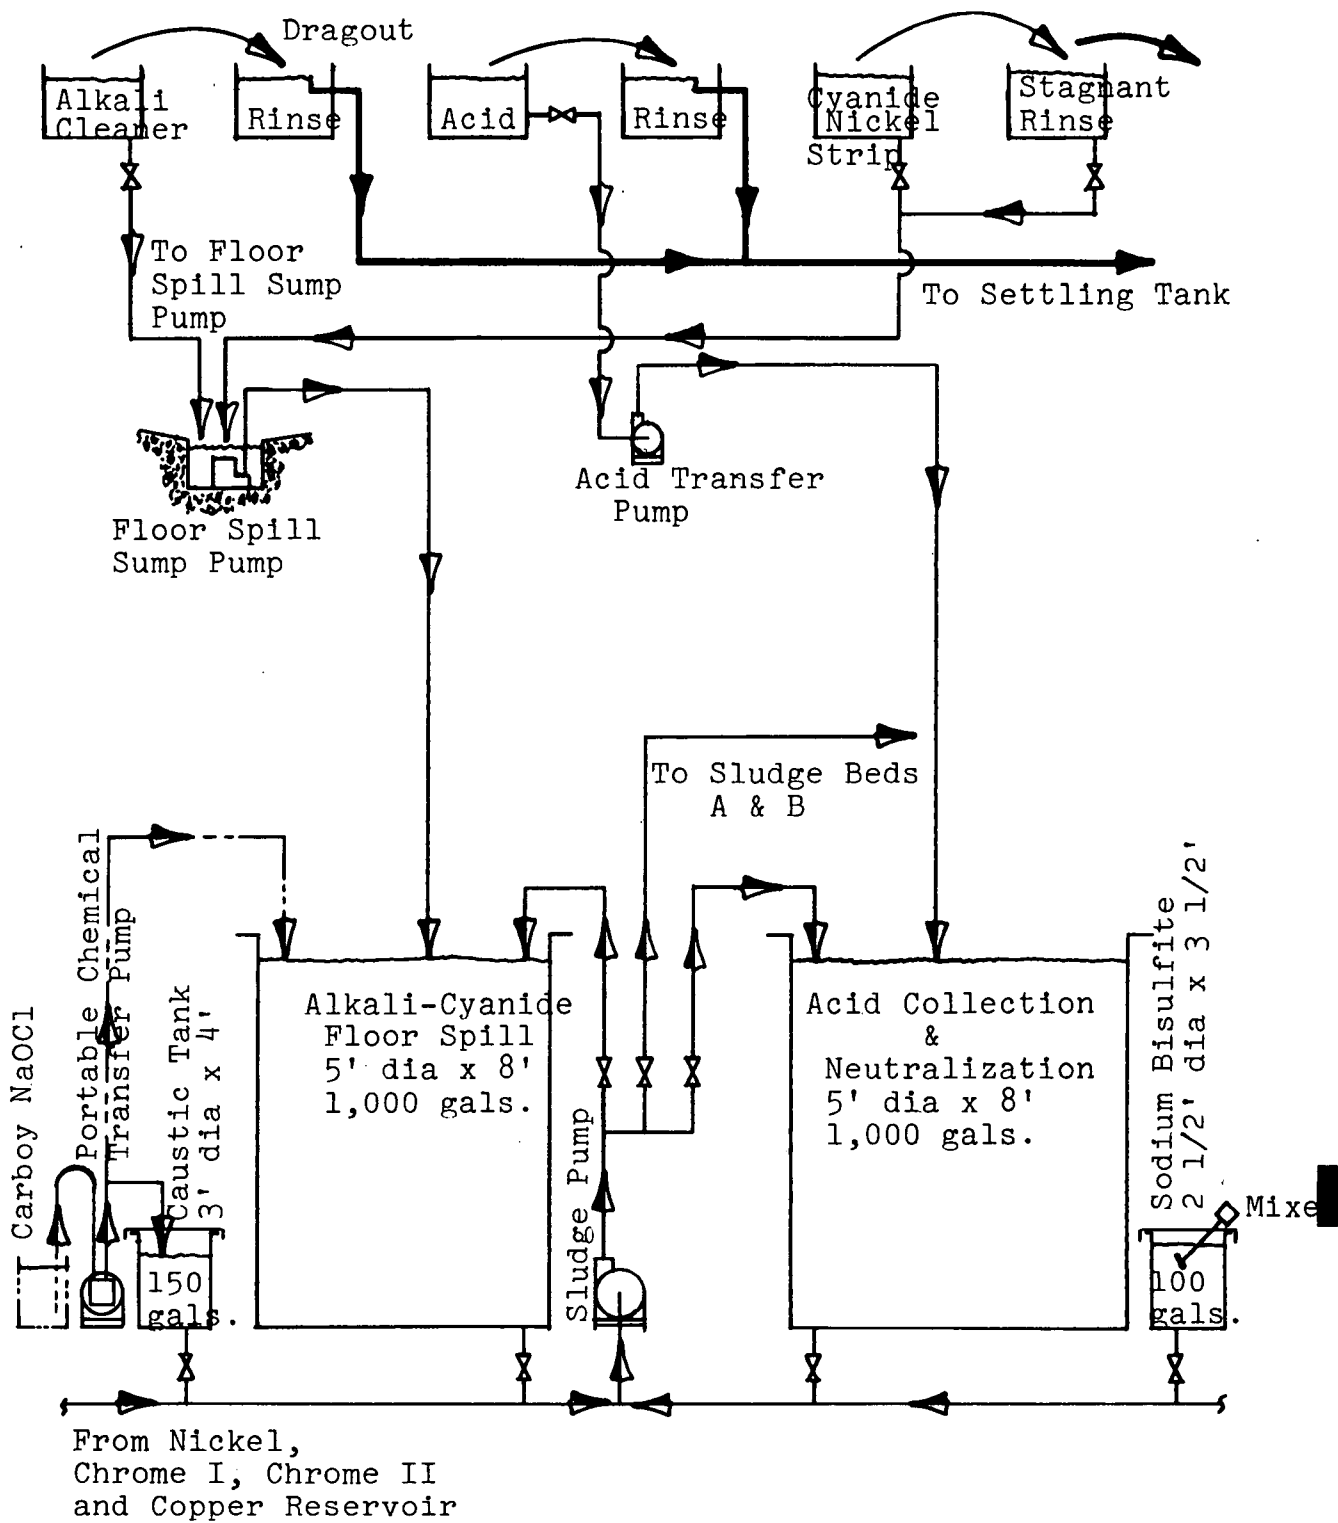 Dragout
Alkali
Cleaner
Rinse
Acid
Rinse
Cyanide
Nickel
Strip
Stagnant
Rinse
To Floor
Spill Sump
Pump
To Settling Tank
Acid Transfer
Pump
Floor Spill
Sump Pump
To Sludge Beds
A & B
Carboy NaOCl
Portable Chemical
Transfer Pump
Caustic Tank
3' dia x 4'
150
gals.
Alkali-Cyanide
Floor Spill
5' dia x 8'
1,000 gals.
Sludge Pump
Acid Collection
&
Neutralization
5' dia x 8'
1,000 gals.
Sodium Bisulfite
2 1/2' dia x 3 1/2'
Mixe
100
gals.
From Nickel,
Chrome I, Chrome II
and Copper Reservoir